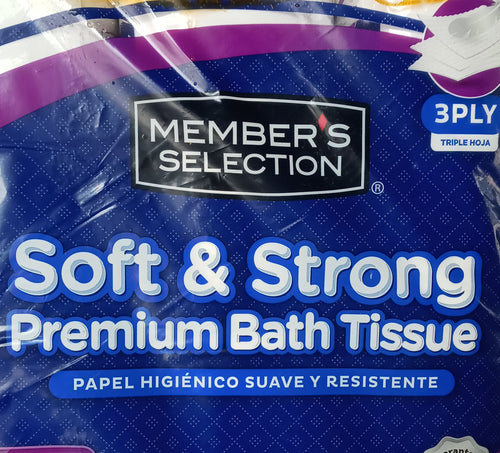 3PLY
TRIPLE HOJA
MEMBER'S
SELECTION
®
Soft & Strong
Premium Bath Tissue
PAPEL HIGIÉNICO SUAVE Y RESISTENTE